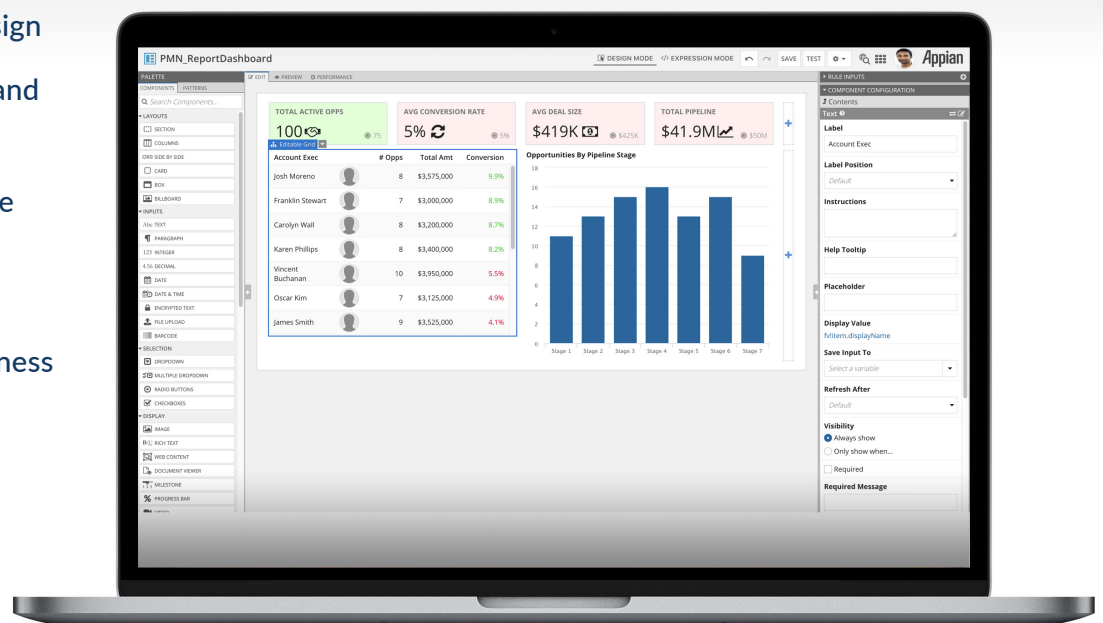 sign
and
e
ness
PMN_ReportDashboard
DESIGN MODE
</> EXPRESSION MODE
SAVE
TEST
Appian
PALETTE
COMPONENTS
PATTERNS
Search Components...
LAYOUTS
SECTION
COLUMNS
SIDE BY SIDE
CARD
BOX
BILLBOARD
INPUTS
Abc TEXT
PARAGRAPH
123 INTEGER
4.56 DECIMAL
DATE
DATE & TIME
ENCRYPTED TEXT
FILE UPLOAD
BARCODE
SELECTION
DROPDOWN
MULTIPLE DROPDOWN
RADIO BUTTONS
CHECKBOXES
DISPLAY
IMAGE
RICH TEXT
WEB CONTENT
DOCUMENT VIEWER
MILESTONE
PROGRESS BAR
EDIT
PREVIEW
PERFORMANCE
TOTAL ACTIVE OPPS
100
75
AVG CONVERSION RATE
5%
5%
AVG DEAL SIZE
$419K
$425K
TOTAL PIPELINE
$41.9M
$50M
Editable Grid
Account Exec # Opps Total Amt Conversion
Josh Moreno 8 $3,575,000 9.9%
Franklin Stewart 7 $3,000,000 8.9%
Carolyn Wall 8 $3,200,000 8.7%
Karen Phillips 8 $3,400,000 8.2%
Vincent
Buchanan 10 $3,950,000 5.5%
Oscar Kim 7 $3,125,000 4.9%
James Smith 9 $3,525,000 4.1%
Opportunities By Pipeline Stage
18
16
14
12
10
8
6
4
2
0
Stage 1 Stage 2 Stage 3 Stage 4 Stage 5 Stage 6 Stage 7
RULE INPUTS
COMPONENT CONFIGURATION
Contents
Text
Label
Account Exec
Label Position
Default
Instructions
Help Tooltip
Placeholder
Display Value
fv!item.displayName
Save Input To
Select a variable
Refresh After
Default
Visibility
Always show
Only show when...
Required
Required Message